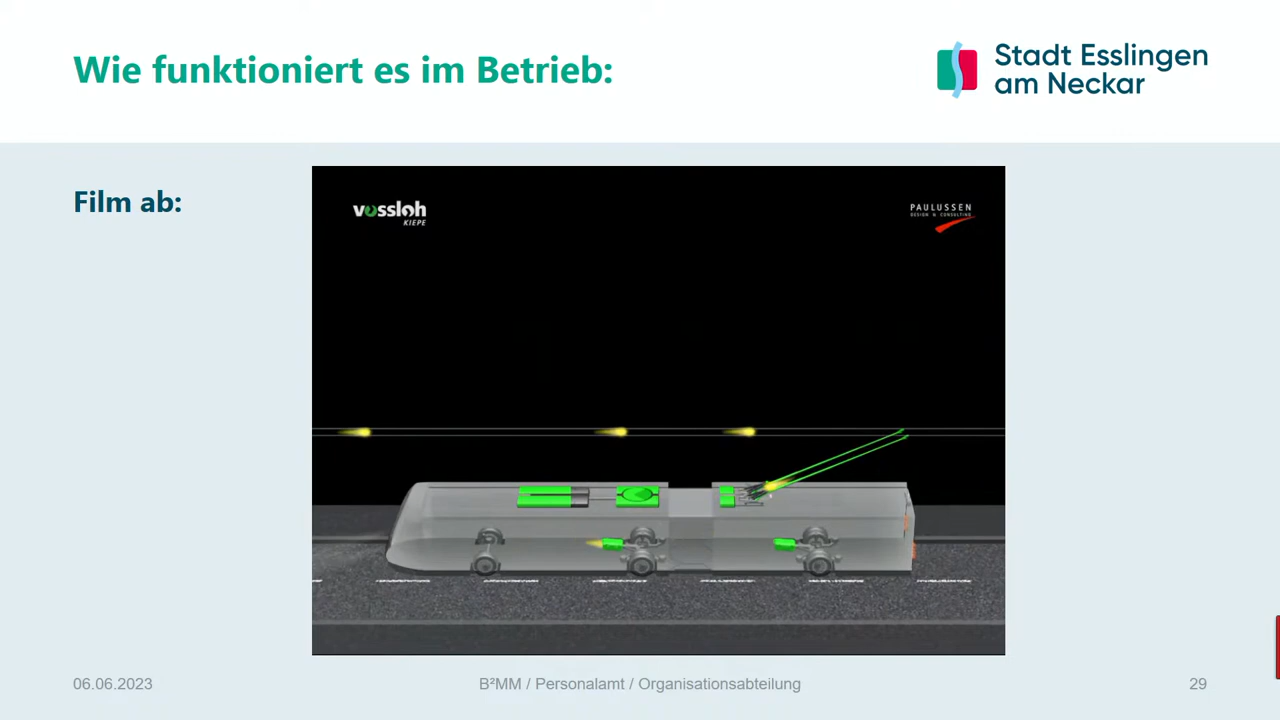 Wie funktioniert es im Betrieb:
Stadt Esslingen
am Neckar
Film ab:
vossloh
KIEPE
PAULUSSEN
DESIGN & CONSULTING
06.06.2023
B²MM / Personalamt / Organisationsabteilung
29